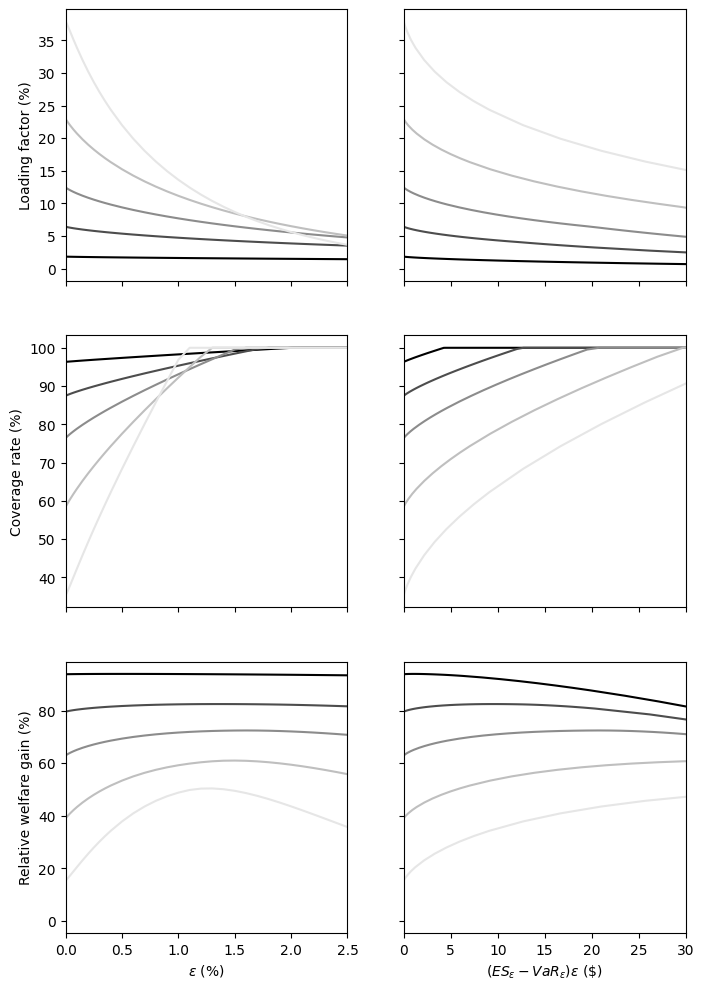 Loading factor (%)
35
30
25
20
15
10
5
0
Coverage rate (%)
100
90
80
70
60
50
40
Relative welfare gain (%)
80
60
40
20
0
0.0 0.5 1.0 1.5 2.0 2.5
ε (%)
0 5 10 15 20 25 30
(ES_ε − VaR_ε)ε ($)